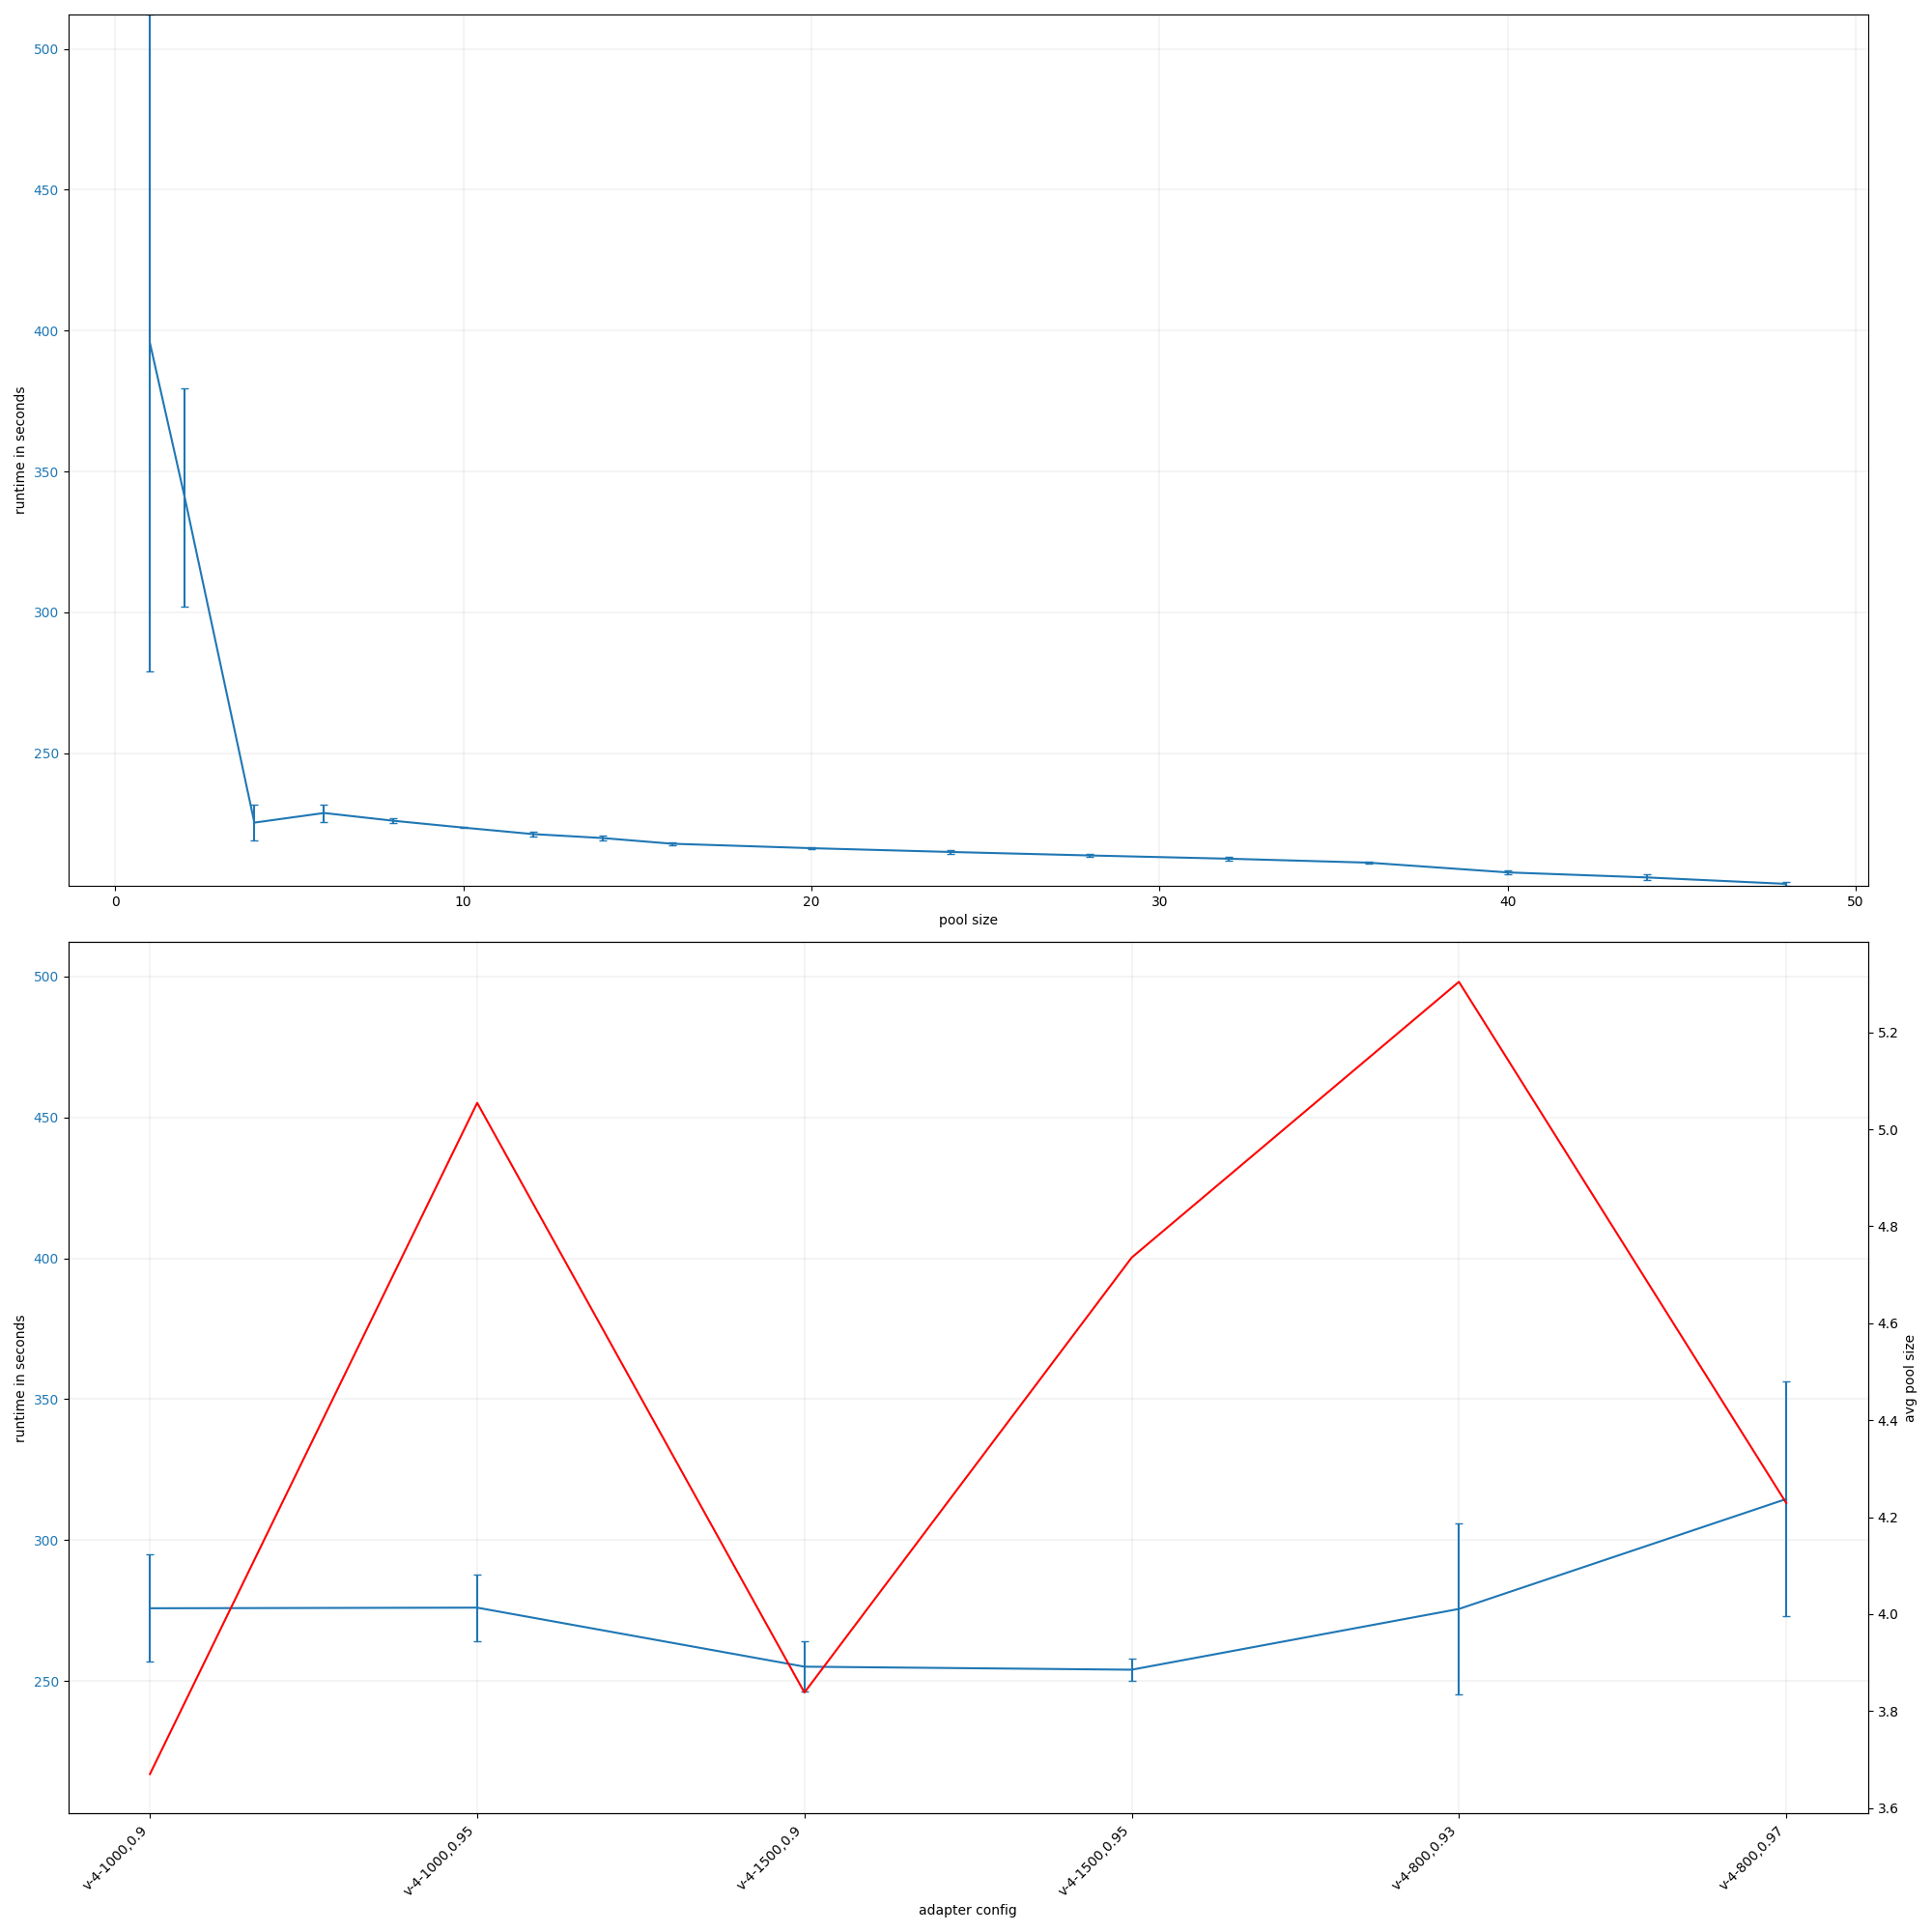 500
450
400
350
300
250
runtime in seconds
0 10 20 30 40 50
pool size
500
450
400
350
300
250
runtime in seconds
5.2
5.0
4.8
4.6
4.4
4.2
4.0
3.8
3.6
avg pool size
v-4-1000,0.9
v-4-1000,0.95
v-4-1500,0.9
v-4-1500,0.95
v-4-800,0.93
v-4-800,0.97
adapter config